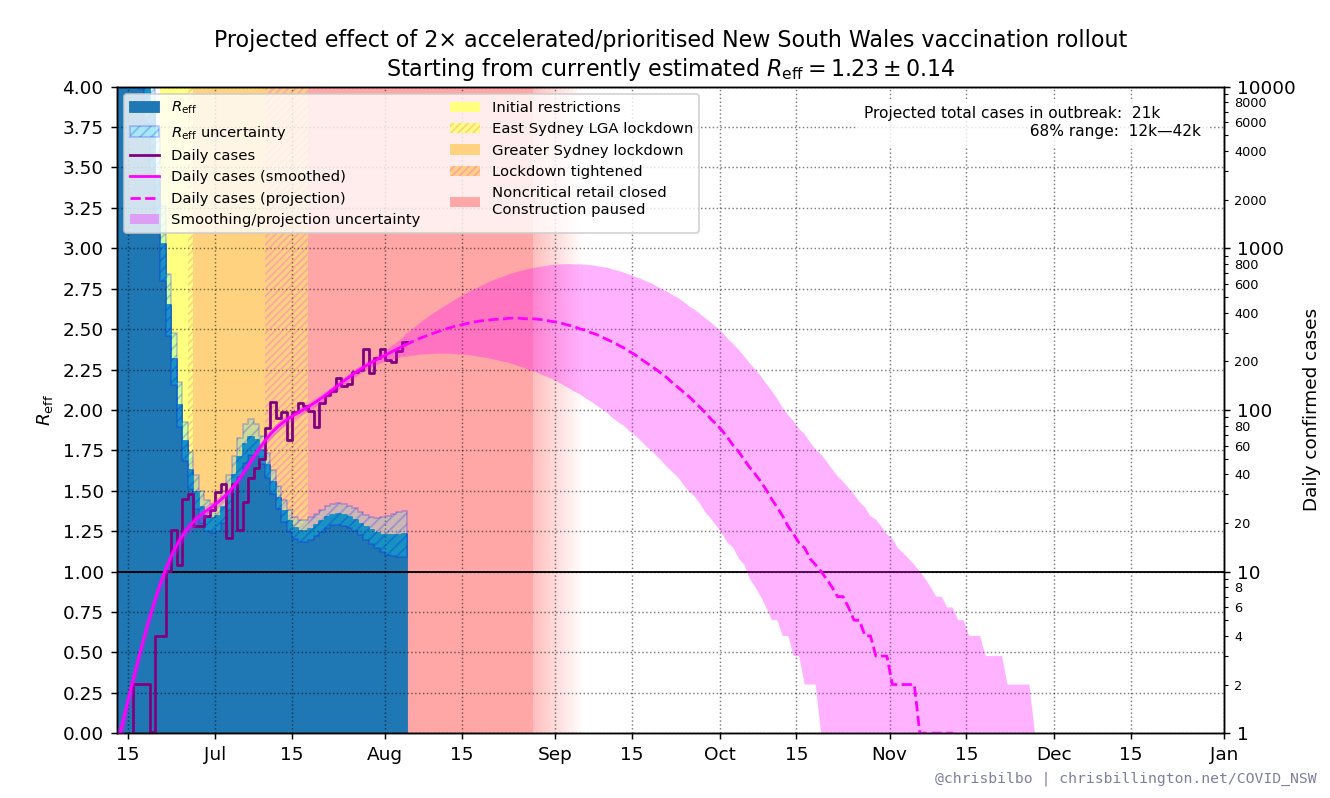 Projected effect of 2× accelerated/prioritised New South Wales vaccination rollout
Starting from currently estimated Reff = 1.23 ± 0.14
Reff
Reff uncertainty
Daily cases
Daily cases (smoothed)
Daily cases (projection)
Smoothing/projection uncertainty
Initial restrictions
East Sydney LGA lockdown
Greater Sydney lockdown
Lockdown tightened
Noncritical retail closed
Construction paused
Projected total cases in outbreak: 21k
68% range: 12k—42k
4.00
3.75
3.50
3.25
3.00
2.75
2.50
2.25
2.00
1.75
1.50
1.25
1.00
0.75
0.50
0.25
0.00
Reff
10000
8000
6000
4000
2000
1000
800
600
400
200
100
80
60
40
20
10
8
6
4
2
1
Daily confirmed cases
15 Jul 15 Aug 15 Sep 15 Oct 15 Nov 15 Dec 15 Jan
@chrisbilbo | chrisbillington.net/COVID_NSW